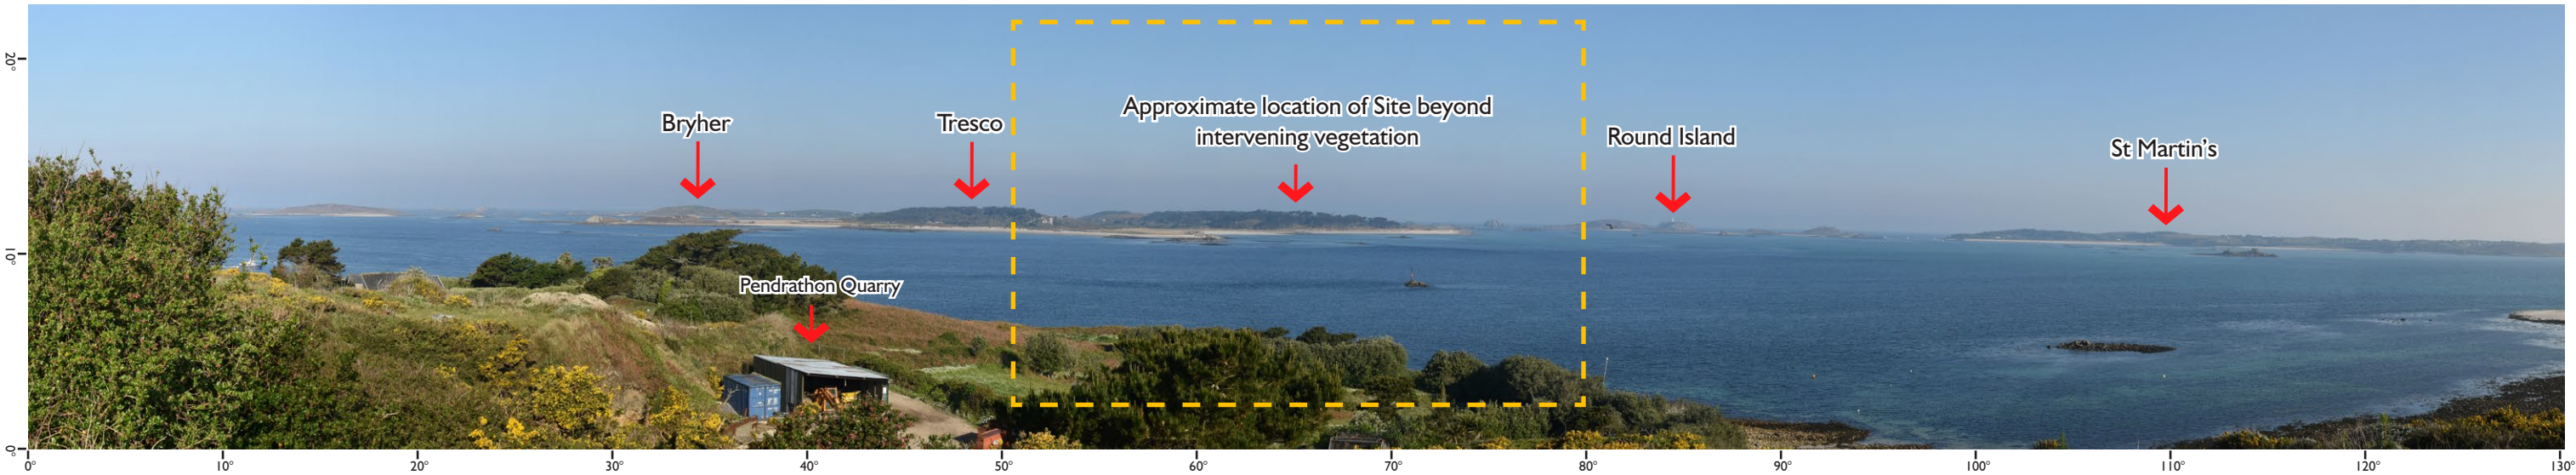 Bryher
Tresco
Approximate location of Site beyond
intervening vegetation
Round Island
St Martin's
Pendrathon Quarry
20°
10°
0°
0°
10°
20°
30°
40°
50°
60°
70°
80°
90°
100°
110°
120°
130°